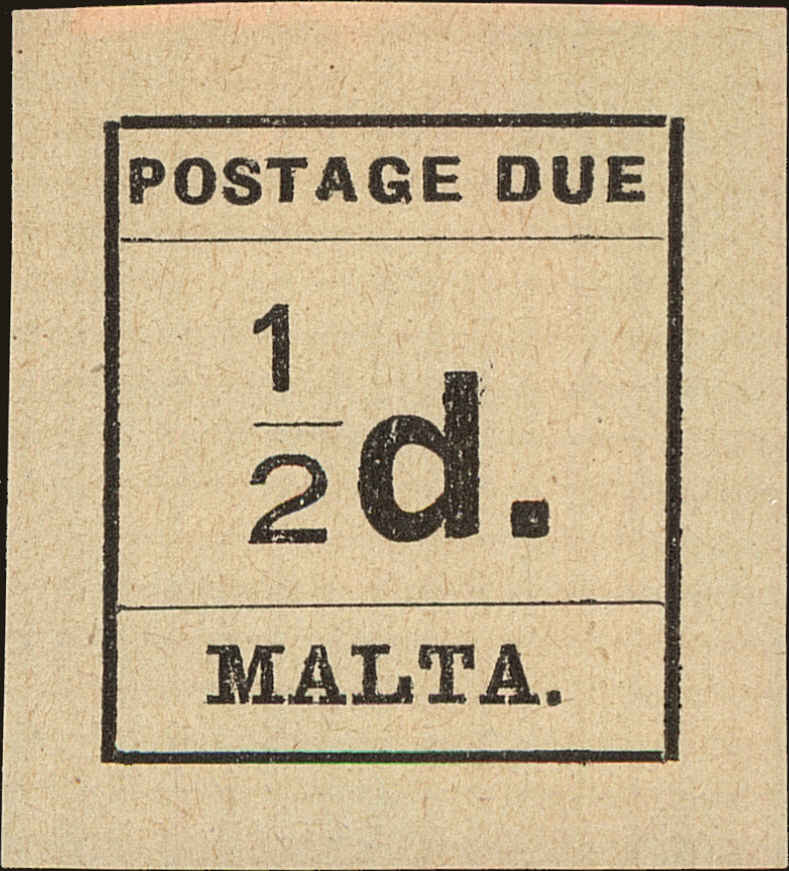 POSTAGE DUE
½d.
MALTA.